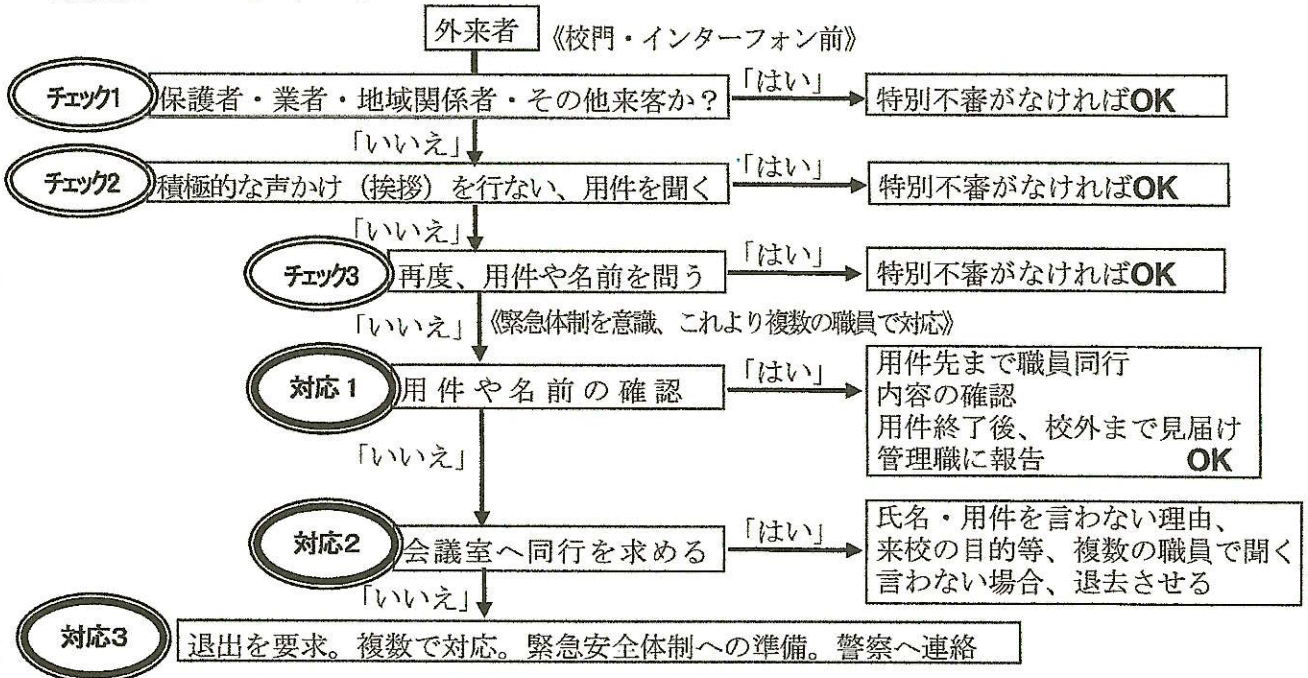 外来者 《校門・インターフォン前》
チェック1 保護者・業者・地域関係者・その他来客か？ 「はい」 特別不審がなければOK
「いいえ」
チェック2 積極的な声かけ（挨拶）を行ない、用件を聞く 「はい」 特別不審がなければOK
「いいえ」
チェック3 再度、用件や名前を問う 「はい」 特別不審がなければOK
「いいえ」 《緊急体制を意識、これより複数の職員で対応》
対応1 用件や名前の確認 「はい」
用件先まで職員同行
内容の確認
用件終了後、校外まで見届け
管理職に報告 OK
「いいえ」
対応2 会議室へ同行を求める 「はい」
氏名・用件を言わない理由、
来校の目的等、複数の職員で聞く
言わない場合、退去させる
「いいえ」
対応3 退出を要求。複数で対応。緊急安全体制への準備。警察へ連絡